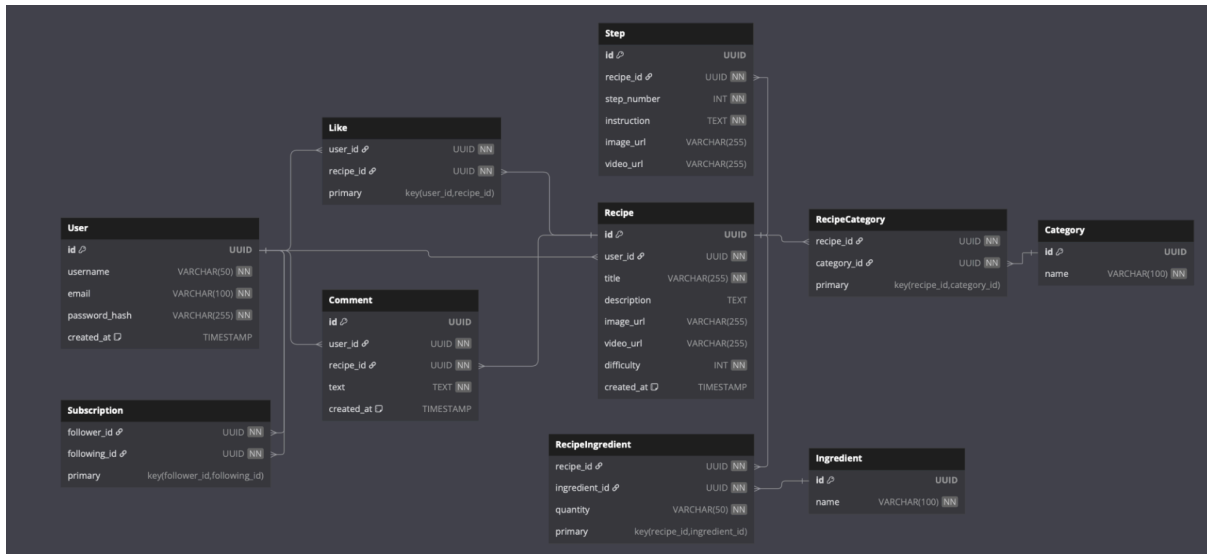 Step
id UUID
recipe_id UUID NN
step_number INT NN
instruction TEXT NN
image_url VARCHAR(255)
video_url VARCHAR(255)
Like
user_id UUID NN
recipe_id UUID NN
primary key(user_id,recipe_id)
User
id UUID
username VARCHAR(50) NN
email VARCHAR(100) NN
password_hash VARCHAR(255) NN
created_at TIMESTAMP
Recipe
id UUID
user_id UUID NN
title VARCHAR(255) NN
description TEXT
image_url VARCHAR(255)
video_url VARCHAR(255)
difficulty INT NN
created_at TIMESTAMP
RecipeCategory
recipe_id UUID NN
category_id UUID NN
primary key(recipe_id,category_id)
Category
id UUID
name VARCHAR(100) NN
Comment
id UUID
user_id UUID NN
recipe_id UUID NN
text TEXT NN
created_at TIMESTAMP
Subscription
follower_id UUID NN
following_id UUID NN
primary key(follower_id,following_id)
RecipeIngredient
recipe_id UUID NN
ingredient_id UUID NN
quantity VARCHAR(50) NN
primary key(recipe_id,ingredient_id)
Ingredient
id UUID
name VARCHAR(100) NN